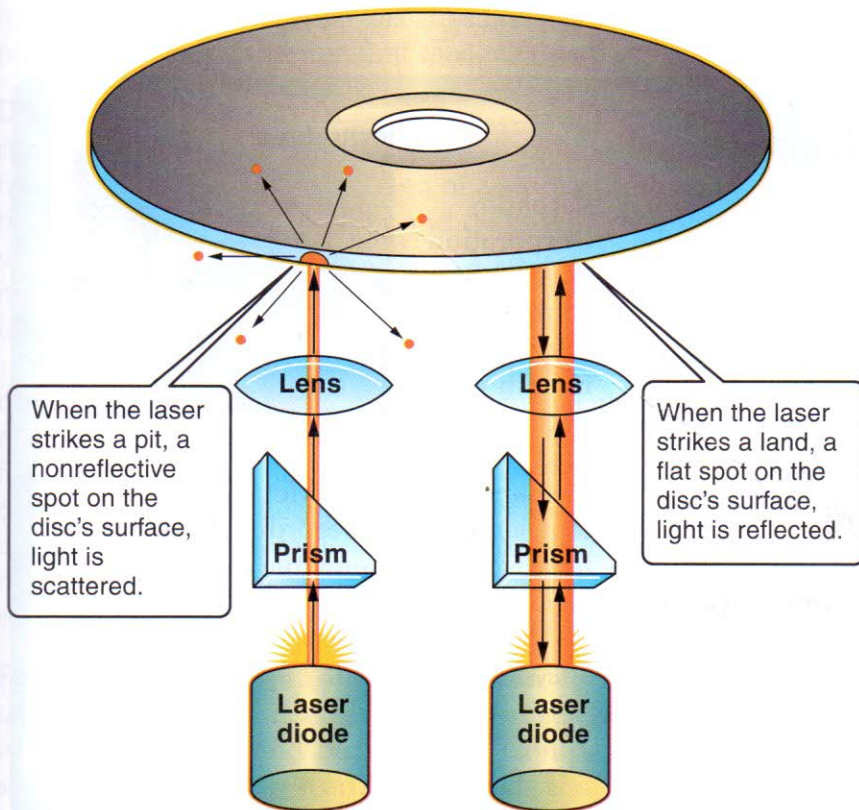 Lens
Lens
When the laser
strikes a pit, a
nonreflective
spot on the
disc's surface,
light is
scattered.
When the laser
strikes a land, a
flat spot on the
disc's surface,
light is reflected.
Prism
Prism
Laser
diode
Laser
diode